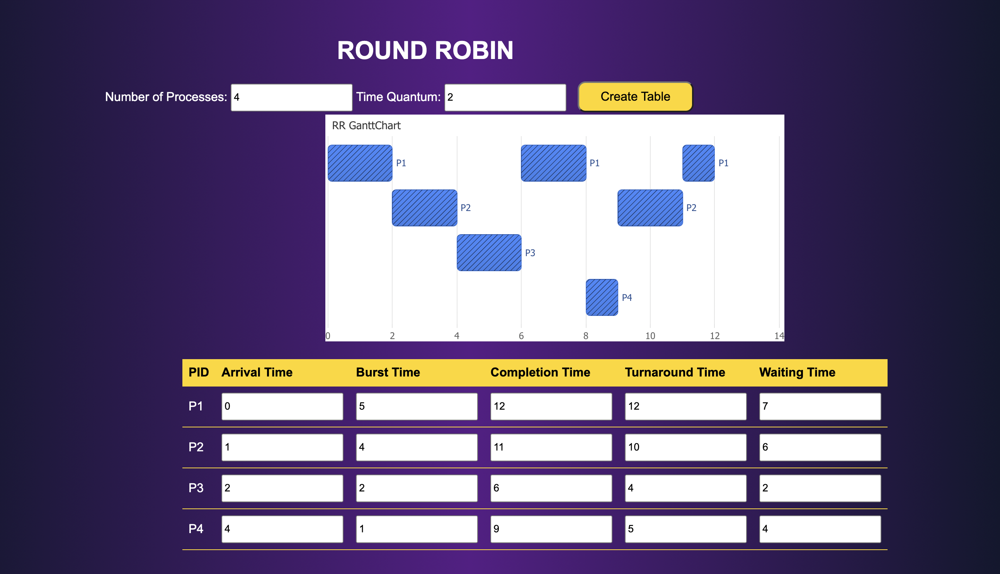 ROUND ROBIN
Number of Processes: 4 Time Quantum: 2 Create Table
RR GanttChart
P1 P1 P1
P2 P2
P3
P4
0 2 4 6 8 10 12 14
PID Arrival Time Burst Time Completion Time Turnaround Time Waiting Time
P1 0 5 12 12 7
P2 1 4 11 10 6
P3 2 2 6 4 2
P4 4 1 9 5 4